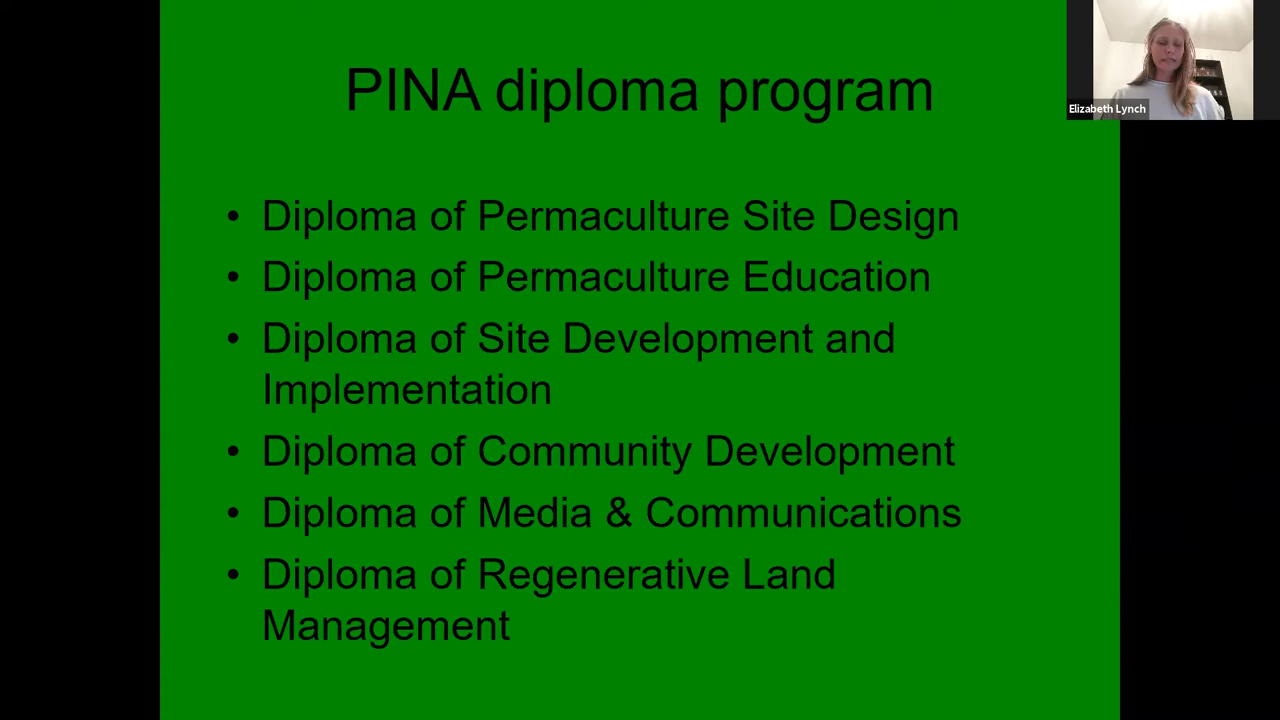 PINA diploma program
Elizabeth Lynch
• Diploma of Permaculture Site Design
• Diploma of Permaculture Education
• Diploma of Site Development and
Implementation
• Diploma of Community Development
• Diploma of Media & Communications
• Diploma of Regenerative Land
Management